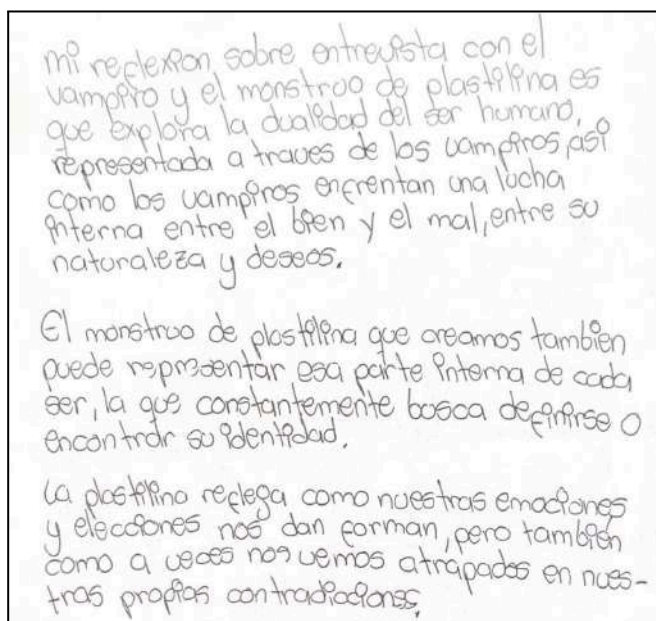 mi reflexion sobre entrevista con el
vampiro y el monstruo de plastilina es
que explora la dualidad del ser humano,
representada a traves de los vampiros, asi
como los vampiros enfrentan una lucha
interna entre el bien y el mal, entre su
naturaleza y deseos.

El monstruo de plastilina que creamos tambien
puede representar esa parte interna de cada
ser, la que constantemente busca definirse o
encontrar su identidad.

La plastilina reflega como nuestras emociones
y elecciones nos dan forman, pero también
como a veces nos vemos atrapados en nues-
tras propias contradicciones.